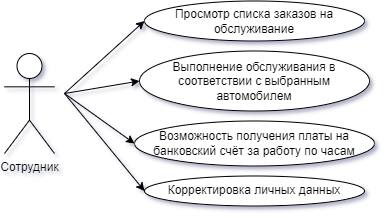 Просмотр списка заказов на
обслуживание
Выполнение обслуживания в
соответствии с выбранным
автомобилем
Возможность получения платы на
банковский счёт за работу по часам
Сотрудник
Корректировка личных данных